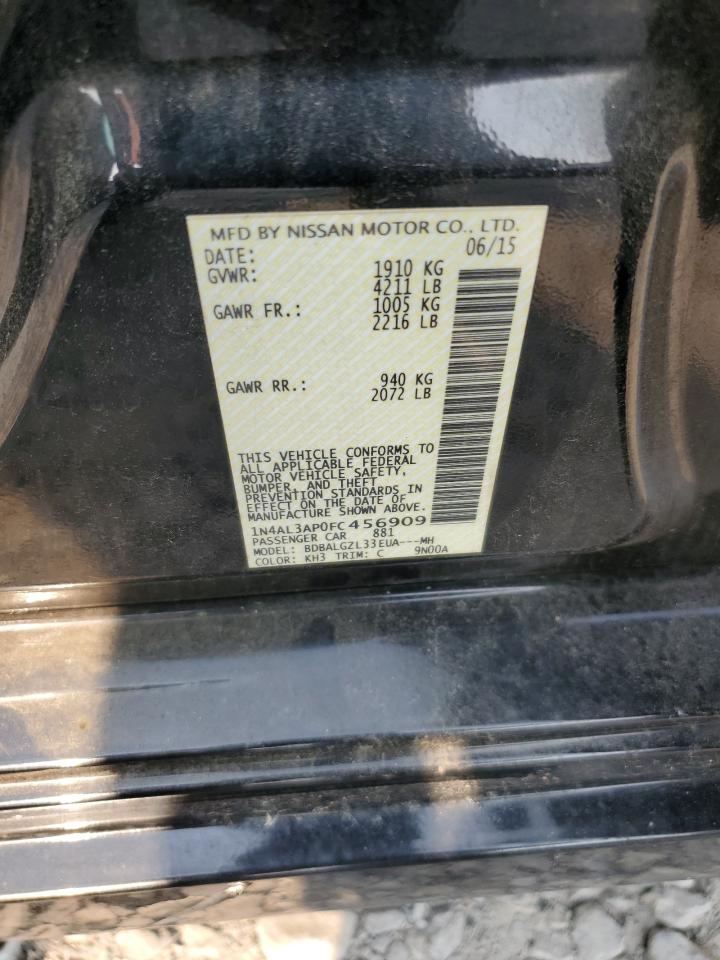 MFD BY NISSAN MOTOR CO., LTD.
DATE: 06/15
GVWR: 1910 KG
4211 LB
GAWR FR.: 1005 KG
2216 LB
GAWR RR.: 940 KG
2072 LB
THIS VEHICLE CONFORMS TO
ALL APPLICABLE FEDERAL
MOTOR VEHICLE SAFETY,
BUMPER, AND THEFT
PREVENTION STANDARDS IN
EFFECT ON THE DATE OF
MANUFACTURE SHOWN ABOVE.
1N4AL3AP0FC456909
PASSENGER CAR 881
MODEL: BDBALGZL33EUA---MH
COLOR: KH3 TRIM: C 9N00A